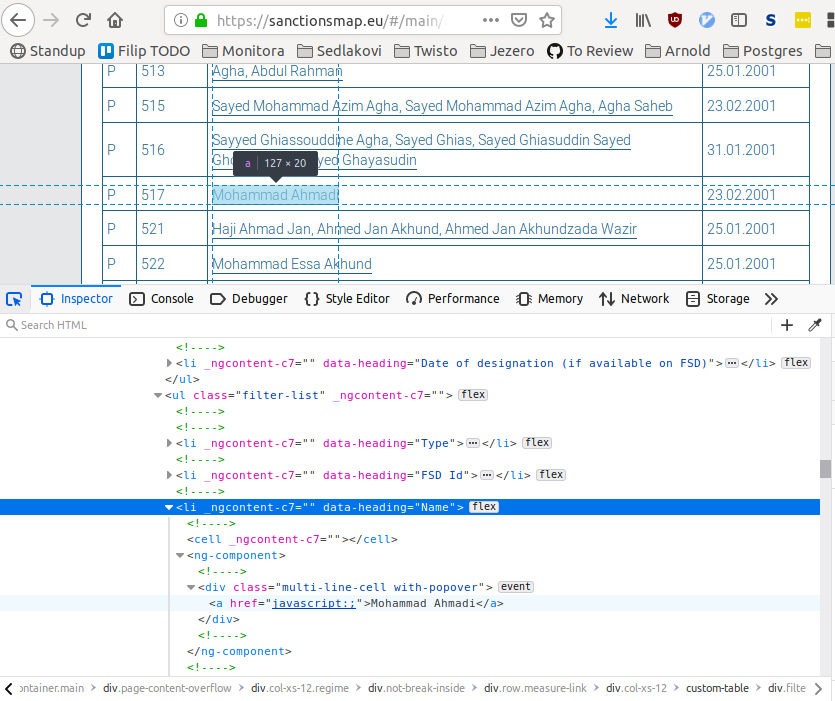 https://sanctionsmap.eu/#/main/
Standup Filip TODO Monitora Sedlakovi Twisto Jezero To Review Arnold Postgres
P 513 Agha, Abdul Rahman 25.01.2001
P 515 Sayed Mohammad Azim Agha, Sayed Mohammad Azim Agha, Agha Saheb 23.02.2001
P 516 Sayyed Ghiassouddine Agha, Sayed Ghias, Sayed Ghiasuddin Sayed 31.01.2001
Ghayasudin
a 127 × 20
P 517 Mohammad Ahmadi 23.02.2001
P 521 Haji Ahmad Jan, Ahmed Jan Akhund, Ahmed Jan Akhundzada Wazir 25.01.2001
P 522 Mohammad Essa Akhund 25.01.2001
Inspector Console Debugger Style Editor Performance Memory Network Storage
Search HTML
<!---->
<li _ngcontent-c7="" data-heading="Date of designation (if available on FSD)">···</li> flex
</ul>
<ul class="filter-list" _ngcontent-c7=""> flex
<!---->
<!---->
<li _ngcontent-c7="" data-heading="Type">···</li> flex
<!---->
<li _ngcontent-c7="" data-heading="FSD Id">···</li> flex
<!---->
<li _ngcontent-c7="" data-heading="Name"> flex
<!---->
<cell _ngcontent-c7=""></cell>
<ng-component>
<!---->
<div class="multi-line-cell with-popover"> event
<a href="javascript:;">Mohammad Ahmadi</a>
</div>
<!---->
</ng-component>
<!---->
ontainer.main > div.page-content-overflow > div.col-xs-12.regime > div.not-break-inside > div.row.measure-link > div.col-xs-12 > custom-table > div.filte